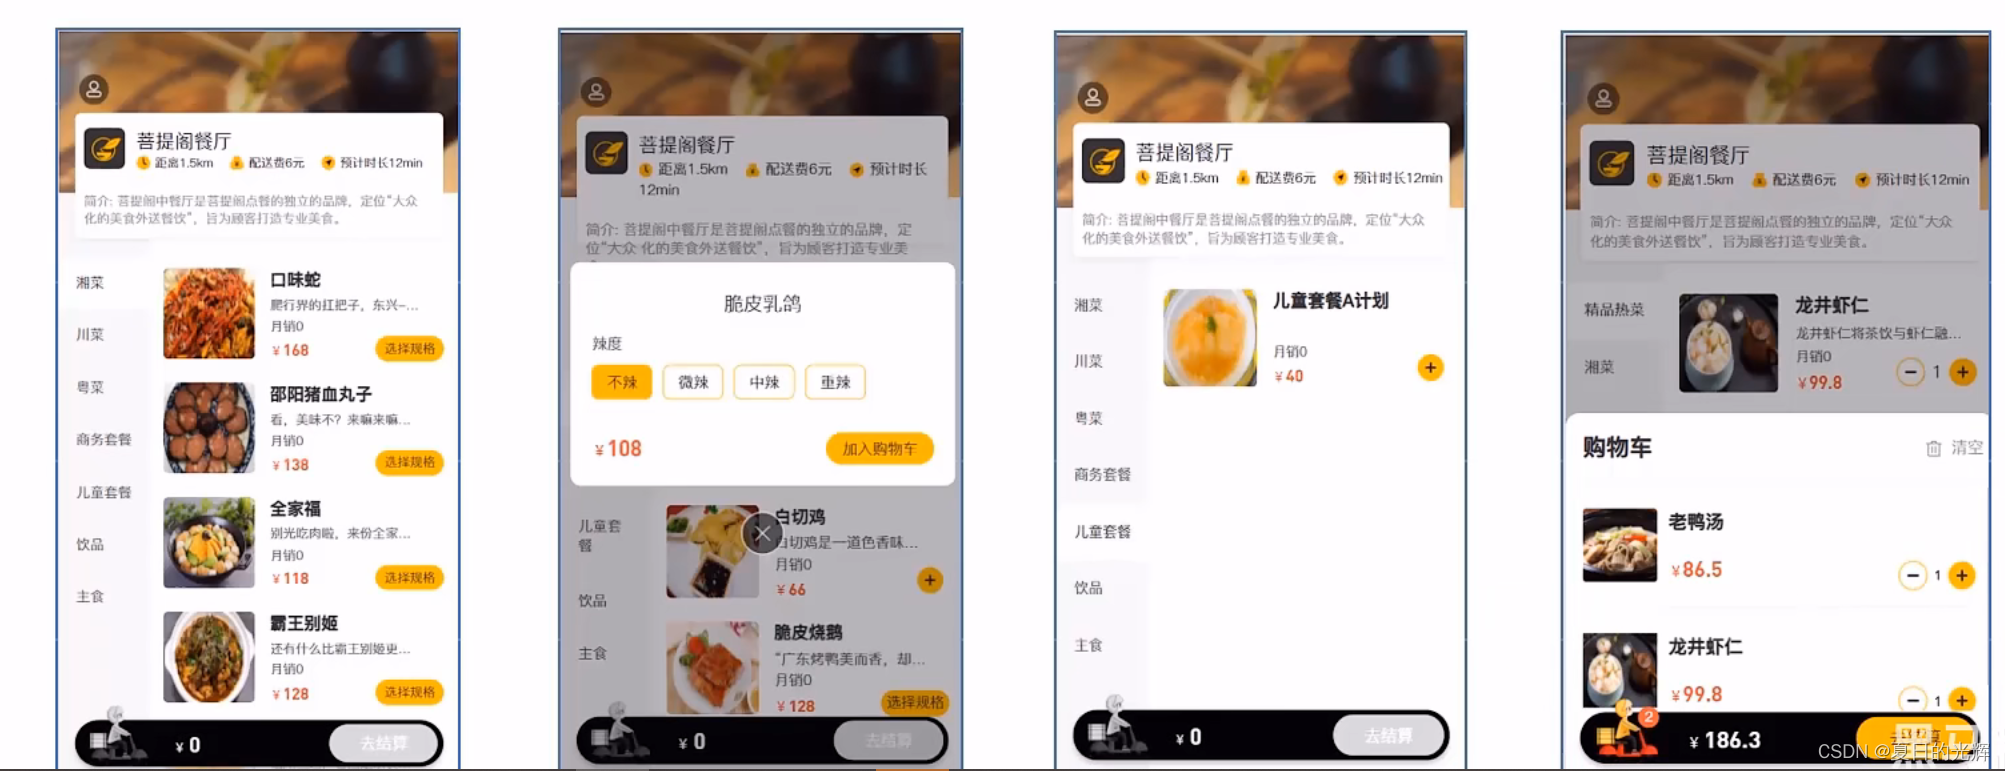 菩提阁餐厅
距离1.5km 配送费6元 预计时长12min
简介: 菩提阁中餐厅是菩提阁点餐的独立的品牌，定位“大众
化的美食外送餐饮”，旨为顾客打造专业美食。
湘菜
川菜
粤菜
商务套餐
儿童套餐
饮品
主食
口味蛇
爬行界的扛把子，东兴-...
月销0
¥168
选择规格
邵阳猪血丸子
看，美味不？来嘛来嘛...
月销0
¥138
选择规格
全家福
别光吃肉啦，来份全家...
月销0
¥118
选择规格
霸王别姬
还有什么比霸王别姬更...
月销0
¥128
选择规格
¥ 0
去结算
菩提阁餐厅
距离1.5km 配送费6元 预计时长
12min
简介: 菩提阁中餐厅是菩提阁点餐的独立的品牌，定
位“大众 化的美食外送餐饮”，旨为顾客打造专业美
脆皮乳鸽
辣度
不辣 微辣 中辣 重辣
¥108
加入购物车
儿童套
餐
饮品
主食
白切鸡
白切鸡是一道色香味...
月销0
¥66
脆皮烧鹅
“广东烤鸭美而香，却...
月销0
¥128
选择规格
¥ 0
去结算
菩提阁餐厅
距离1.5km 配送费6元 预计时长12min
简介: 菩提阁中餐厅是菩提阁点餐的独立的品牌，定位“大众
化的美食外送餐饮”，旨为顾客打造专业美食。
湘菜
川菜
粤菜
商务套餐
儿童套餐
饮品
主食
儿童套餐A计划
月销0
¥40
¥ 0
去结算
菩提阁餐厅
距离1.5km 配送费6元 预计时长12min
简介: 菩提阁中餐厅是菩提阁点餐的独立的品牌，定位“大众
化的美食外送餐饮”，旨为顾客打造专业美食。
精品热菜
湘菜
龙井虾仁
龙井虾仁将茶饮与虾仁融...
月销0
¥99.8
1
购物车
清空
老鸭汤
¥86.5
1
龙井虾仁
¥99.8
1
2
¥ 186.3
CSDN @夏日的光辉